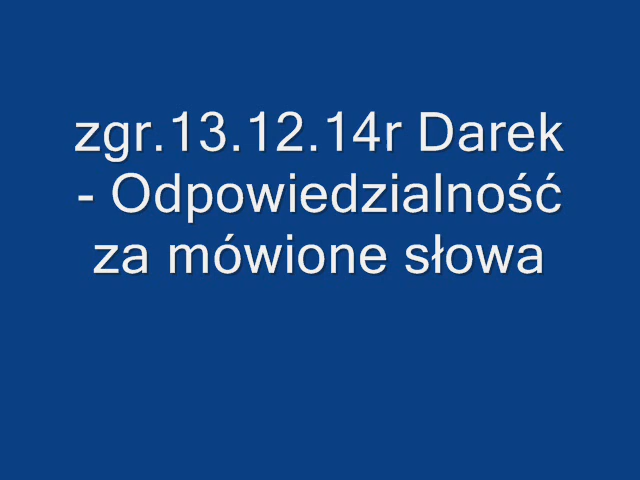 zgr.13.12.14r Darek
- Odpowiedzialność
za mówione słowa